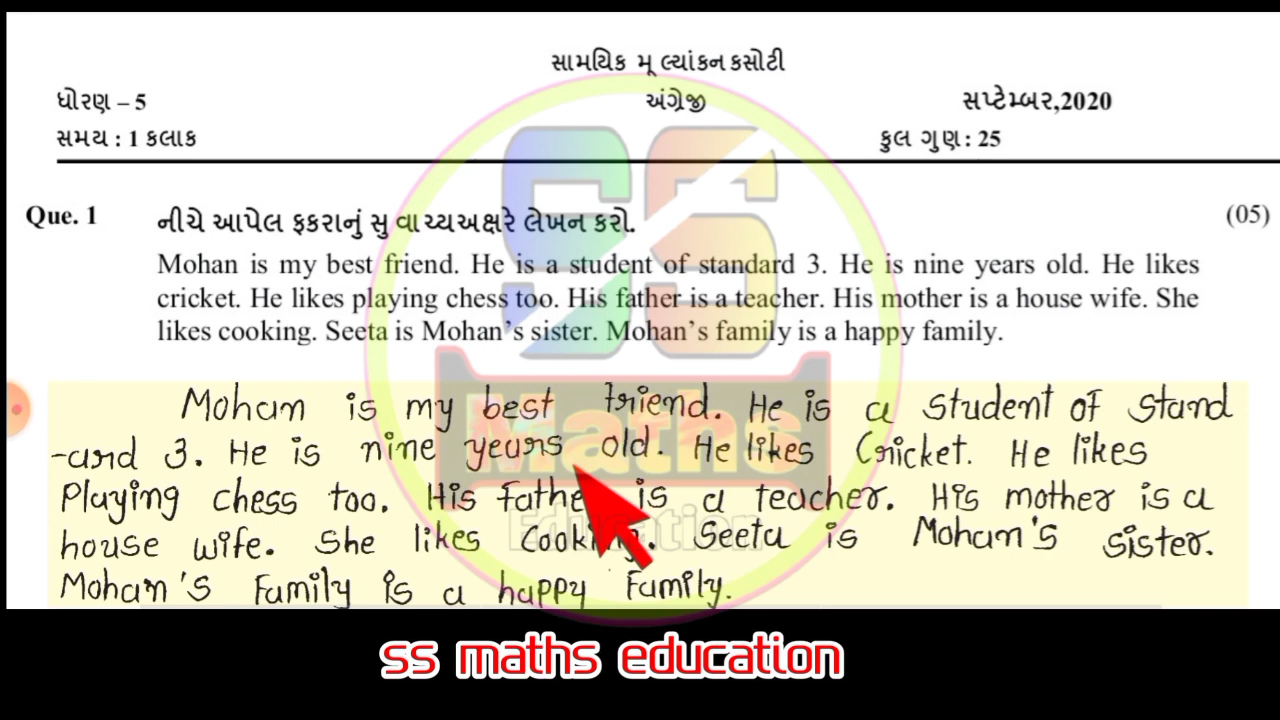 સામયિક મૂ લ્યાંકન કસોટી
ધોરણ – 5 અંગ્રેજી સપ્ટેમ્બર,2020
સમય : 1 કલાક કુલ ગુણ: 25
Que. 1 નીચે આપેલ ફકરાનું સુ વાચ્યઅક્ષરે લેખન કરો. (05)
Mohan is my best friend. He is a student of standard 3. He is nine years old. He likes
cricket. He likes playing chess too. His father is a teacher. His mother is a house wife. She
likes cooking. Seeta is Mohan’s sister. Mohan’s family is a happy family.
Mohan is my best friend. He is a student of stand
-ard 3. He is nine years old. He likes Cricket. He likes
Playing chess too. His father is a teacher. His mother is a
house wife. She likes Cooking. Seeta is Mohan's sister.
Mohan's Family is a happy Family.
SS
Maths
Education
ss maths education